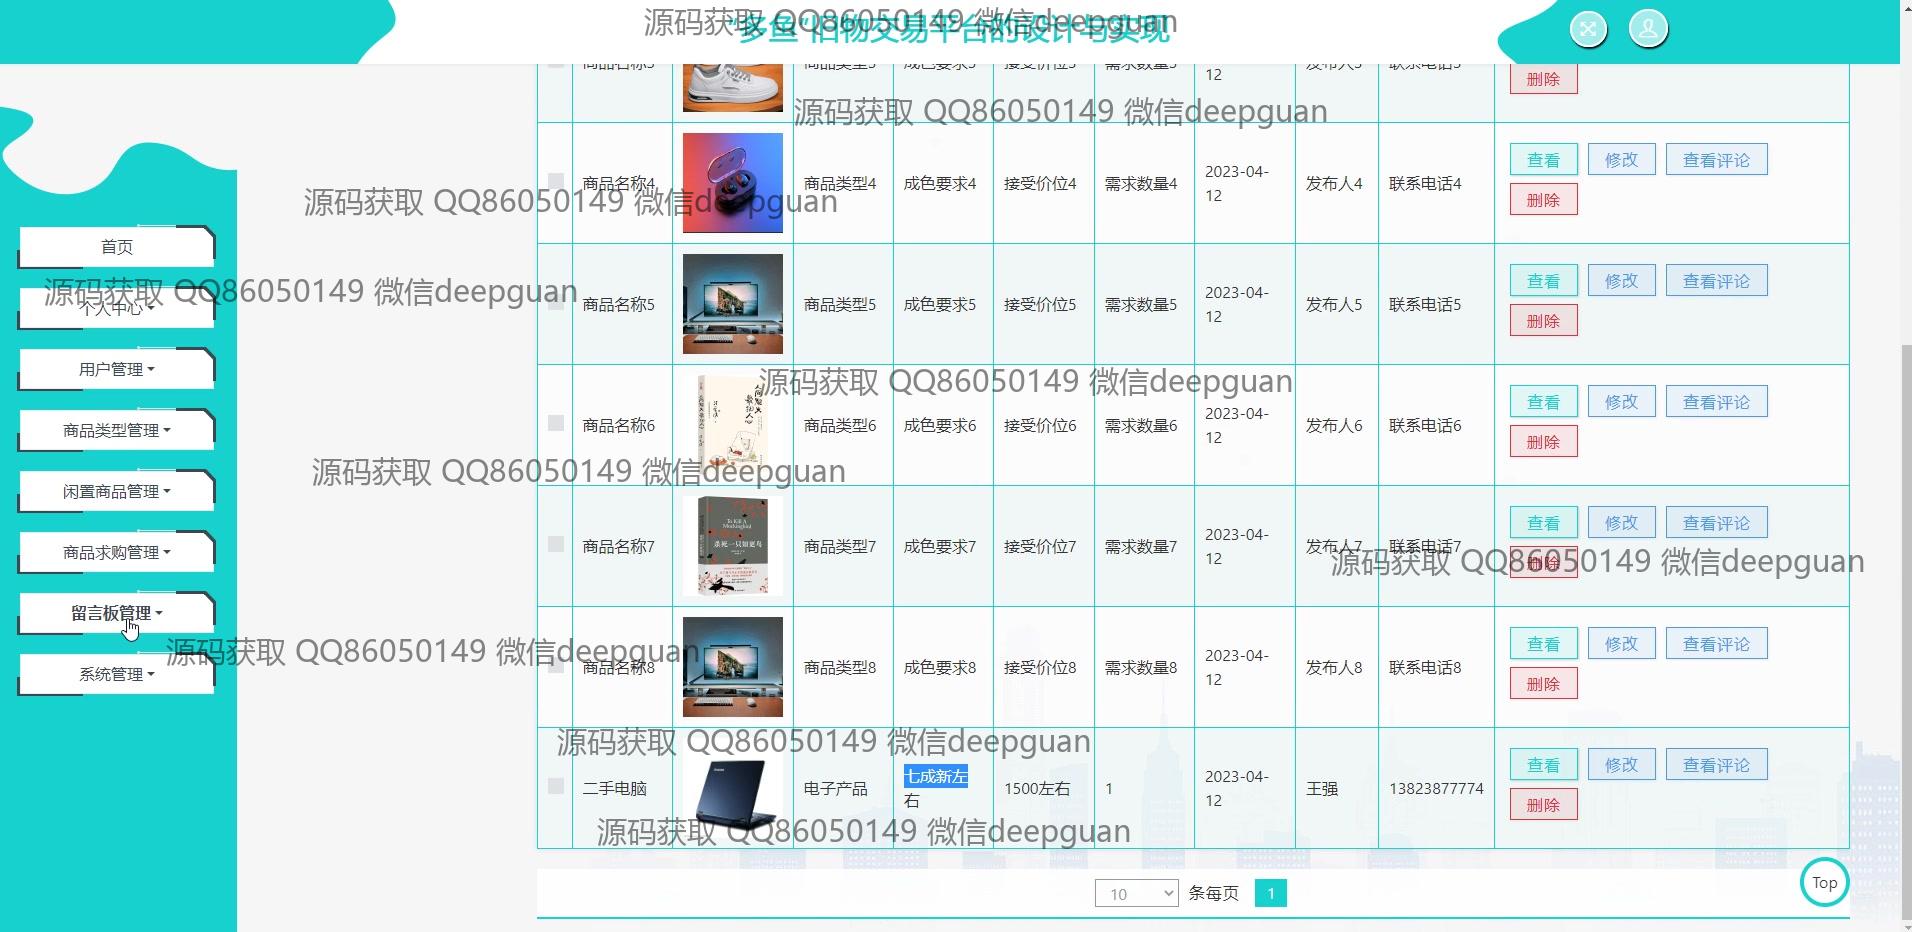 "多鱼"旧物交易平台的设计与实现
源码获取 QQ86050149 微信deepguan
商品名称3 商品类型3 成色要求3 接受价位3 需求数量3 12 发布人3 联系电话3 删除
源码获取 QQ86050149 微信deepguan
商品名称4 商品类型4 成色要求4 接受价位4 需求数量4 2023-04-12 发布人4 联系电话4 查看 修改 查看评论 删除
源码获取 QQ86050149 微信deepguan
首页
源码获取 QQ86050149 微信deepguan
个人中心
商品名称5 商品类型5 成色要求5 接受价位5 需求数量5 2023-04-12 发布人5 联系电话5 查看 修改 查看评论 删除
用户管理
源码获取 QQ86050149 微信deepguan
商品类型管理
商品名称6 商品类型6 成色要求6 接受价位6 需求数量6 2023-04-12 发布人6 联系电话6 查看 修改 查看评论 删除
源码获取 QQ86050149 微信deepguan
闲置商品管理
商品求购管理
To Kill A
Mockingbird
杀死一只知更鸟
商品名称7 商品类型7 成色要求7 接受价位7 需求数量7 2023-04-12 发布人7 联系电话7 查看 修改 查看评论 删除
源码获取 QQ86050149 微信deepguan
留言板管理
源码获取 QQ86050149 微信deepguan
系统管理
商品名称8 商品类型8 成色要求8 接受价位8 需求数量8 2023-04-12 发布人8 联系电话8 查看 修改 查看评论 删除
源码获取 QQ86050149 微信deepguan
二手电脑 电子产品 七成新左右 1500左右 1 2023-04-12 王强 13823877774 查看 修改 查看评论 删除
源码获取 QQ86050149 微信deepguan
10 条每页 1
Top